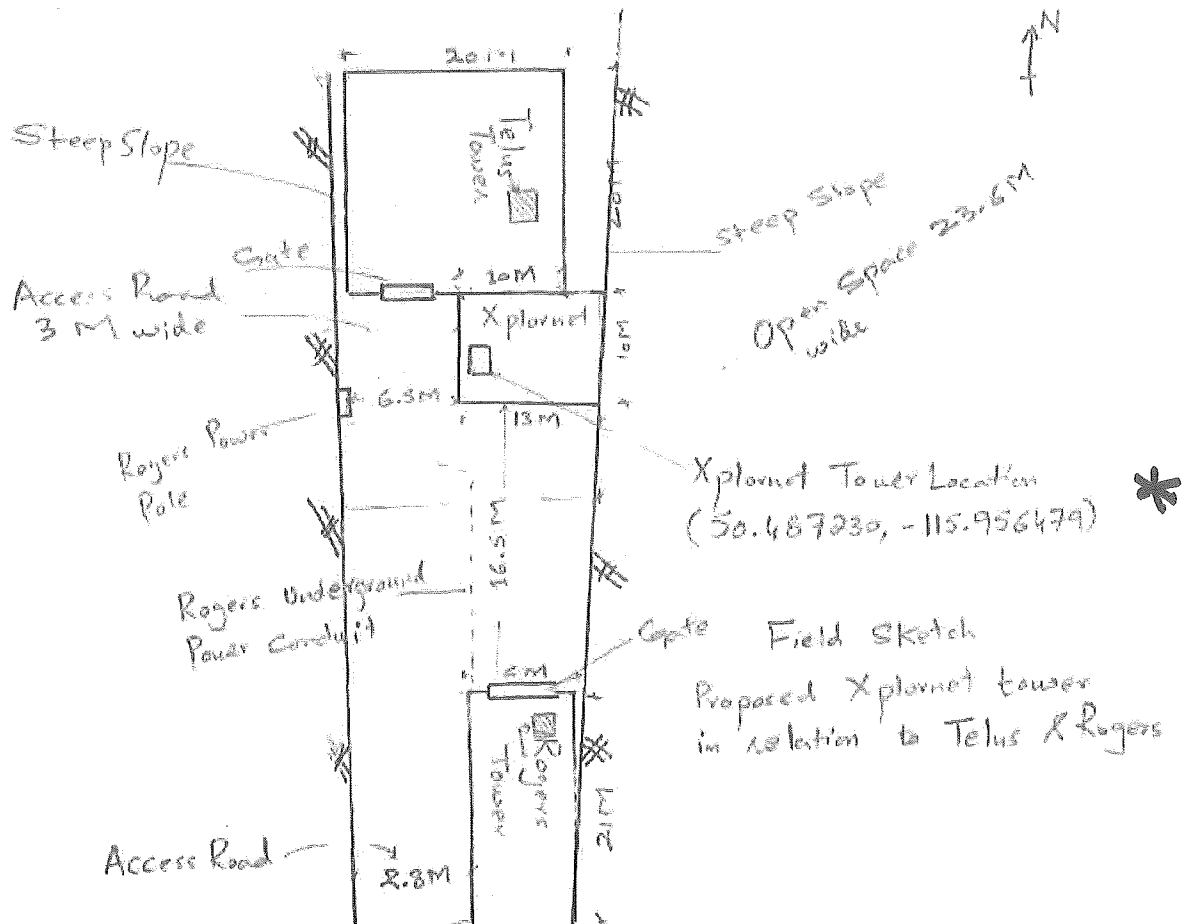 N
20 M
Steep Slope
Telus
Tower
20M
Steep Slope
Open Space 23.6M
wide
Gate
10M
Access Road
3 M wide
Xplornet
10M
6.5M
13M
Rogers Power
Pole
Xplornet Tower Location
(50.487230, -115.956479)
*
16.5M
Rogers Underground
Power Conduit
Gate
Field Sketch
Proposed Xplornet tower
in relation to Telus & Rogers
Rogers
Tower
21M
Access Road
2.8M